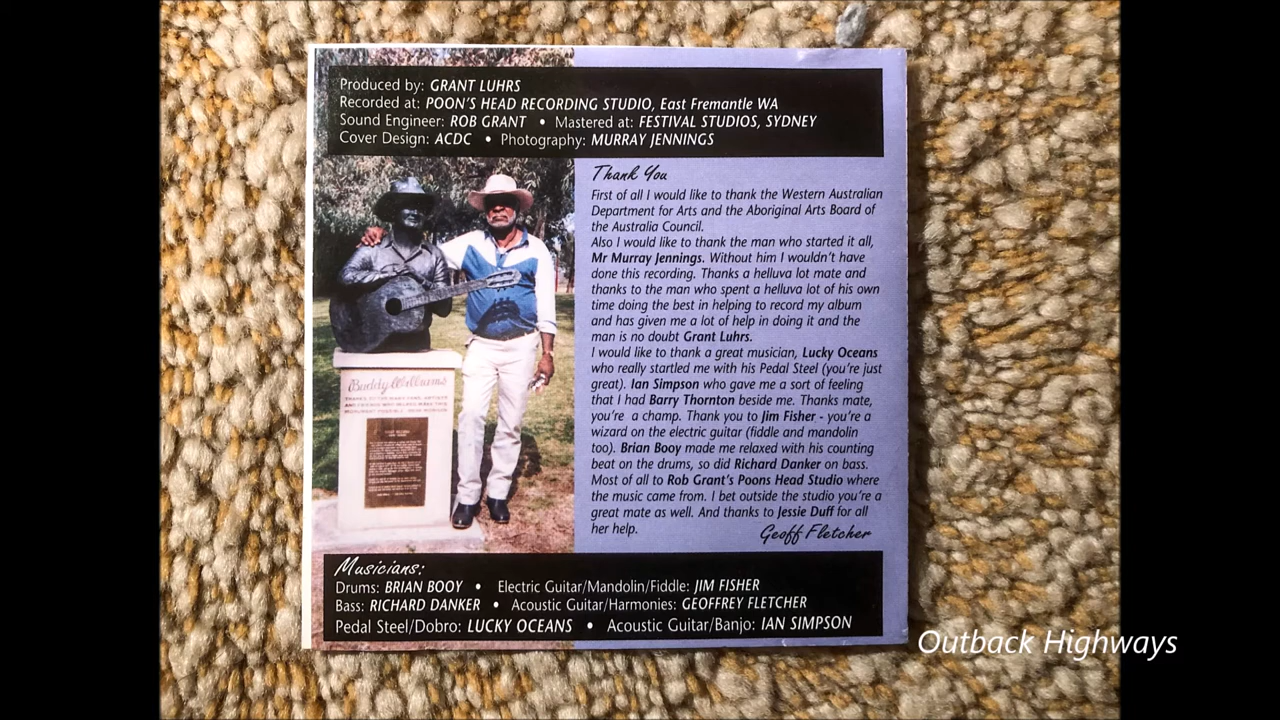 Produced by: GRANT LUHRS
Recorded at: POON'S HEAD RECORDING STUDIO, East Fremantle WA
Sound Engineer: ROB GRANT • Mastered at: FESTIVAL STUDIOS, SYDNEY
Cover Design: ACDC • Photography: MURRAY JENNINGS
Thank You
First of all I would like to thank the Western Australian
Department for Arts and the Aboriginal Arts Board of
the Australia Council.
Also I would like to thank the man who started it all,
Mr Murray Jennings. Without him I wouldn't have
done this recording. Thanks a helluva lot mate and
thanks to the man who spent a helluva lot of his own
time doing the best in helping to record my album
and has given me a lot of help in doing it and the
man is no doubt Grant Luhrs.
I would like to thank a great musician, Lucky Oceans
who really startled me with his Pedal Steel (you're just
great). Ian Simpson who gave me a sort of feeling
that I had Barry Thornton beside me. Thanks mate,
you're a champ. Thank you to Jim Fisher - you're a
wizard on the electric guitar (fiddle and mandolin
too). Brian Booy made me relaxed with his counting
beat on the drums, so did Richard Danker on bass.
Most of all to Rob Grant's Poons Head Studio where
the music came from. I bet outside the studio you're a
great mate as well. And thanks to Jessie Duff for all
her help.
Geoff Fletcher
Buddy Williams
Musicians:
Drums: BRIAN BOOY • Electric Guitar/Mandolin/Fiddle: JIM FISHER
Bass: RICHARD DANKER • Acoustic Guitar/Harmonies: GEOFFREY FLETCHER
Pedal Steel/Dobro: LUCKY OCEANS • Acoustic Guitar/Banjo: IAN SIMPSON
Outback Highways